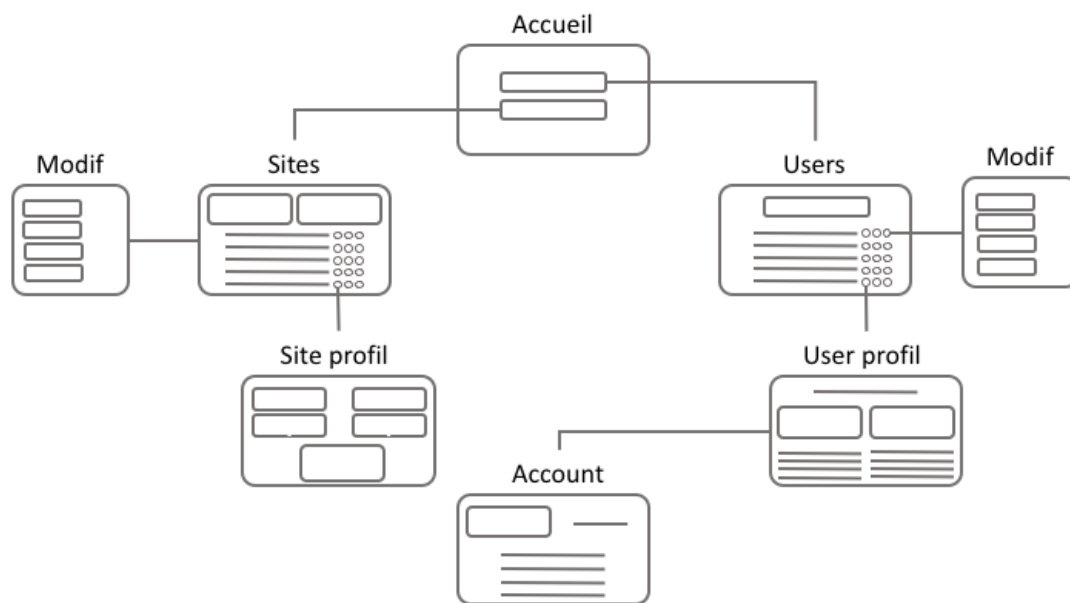 Accueil
Modif
Sites
Users
Modif
Site profil
User profil
Account